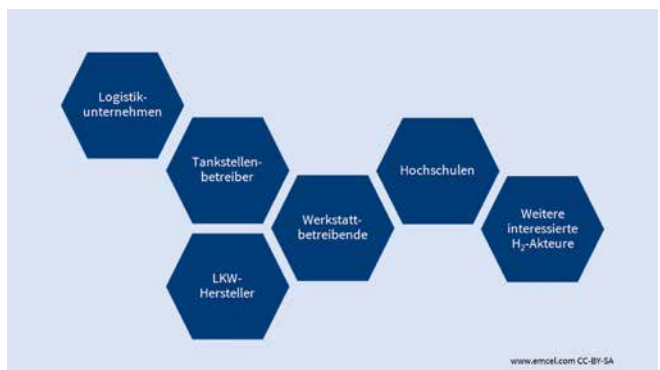 Logistik-
unternehmen
Tankstellen-
betreiber
LKW-
Hersteller
Werkstatt-
betreibende
Hochschulen
Weitere
interessierte
H₂-Akteure
www.emcel.com CC-BY-SA